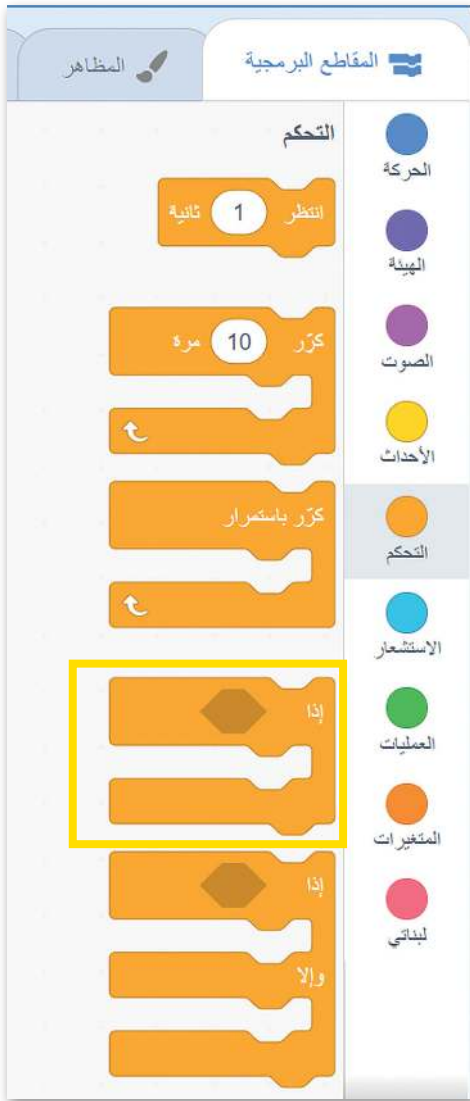 المقاطع البرمجية
المظاهر
الحركة
الهيئة
الصوت
الأحداث
التحكم
الاستشعار
العمليات
المتغيرات
لبناتي
التحكم
انتظر 1 ثانية
كرّر 10 مرة
كرّر باستمرار
إذا
إذا
وإلا